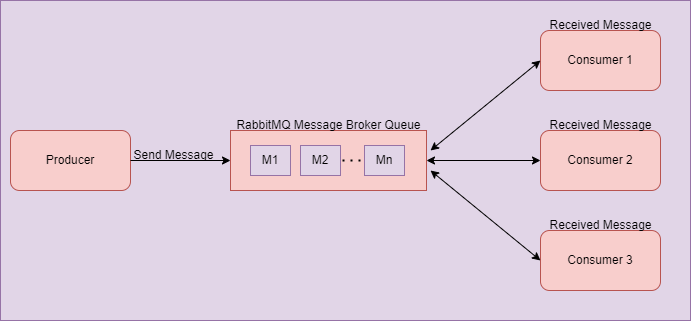 Received Message
Consumer 1
RabbitMQ Message Broker Queue
Received Message
Producer
Send Message
M1
M2
...
Mn
Consumer 2
Received Message
Consumer 3